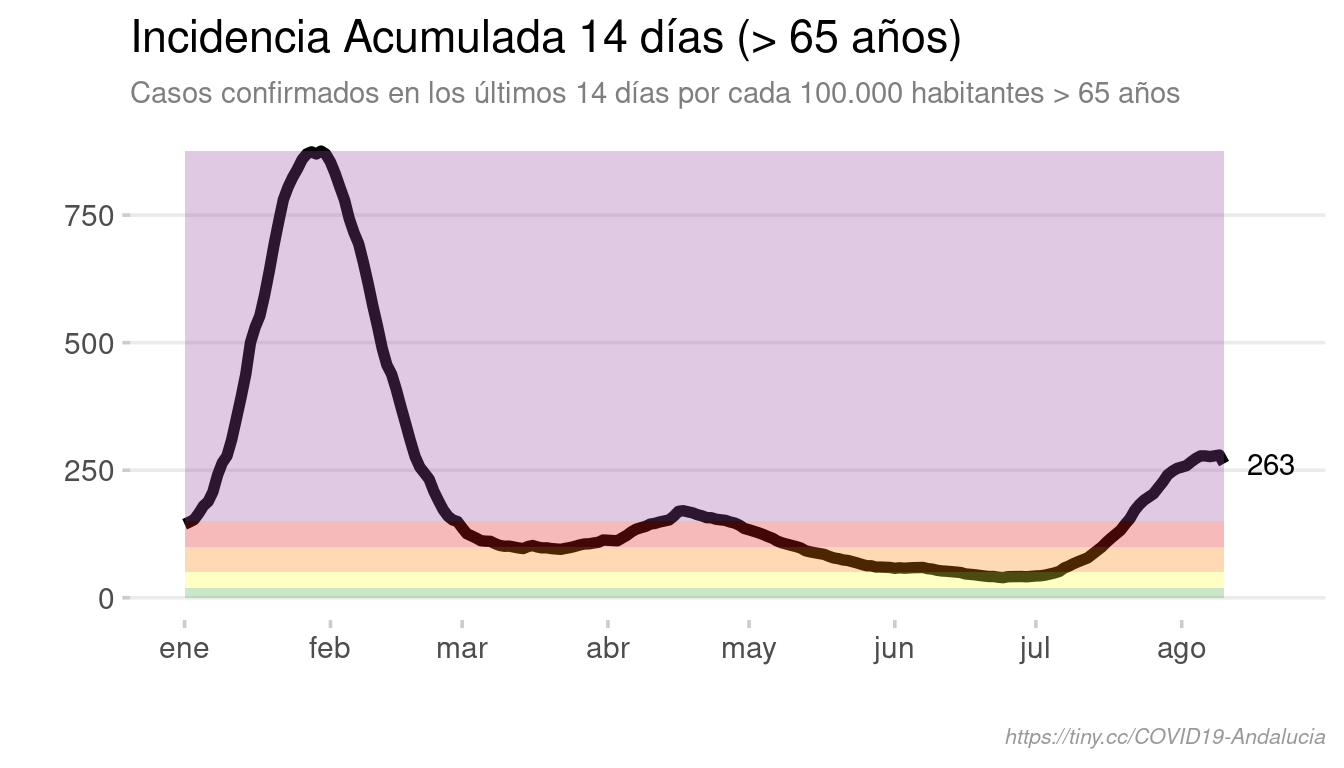 Incidencia Acumulada 14 días (> 65 años)
Casos confirmados en los últimos 14 días por cada 100.000 habitantes > 65 años
750
500
250
263
0
ene feb mar abr may jun jul ago
https://tiny.cc/COVID19-Andalucia